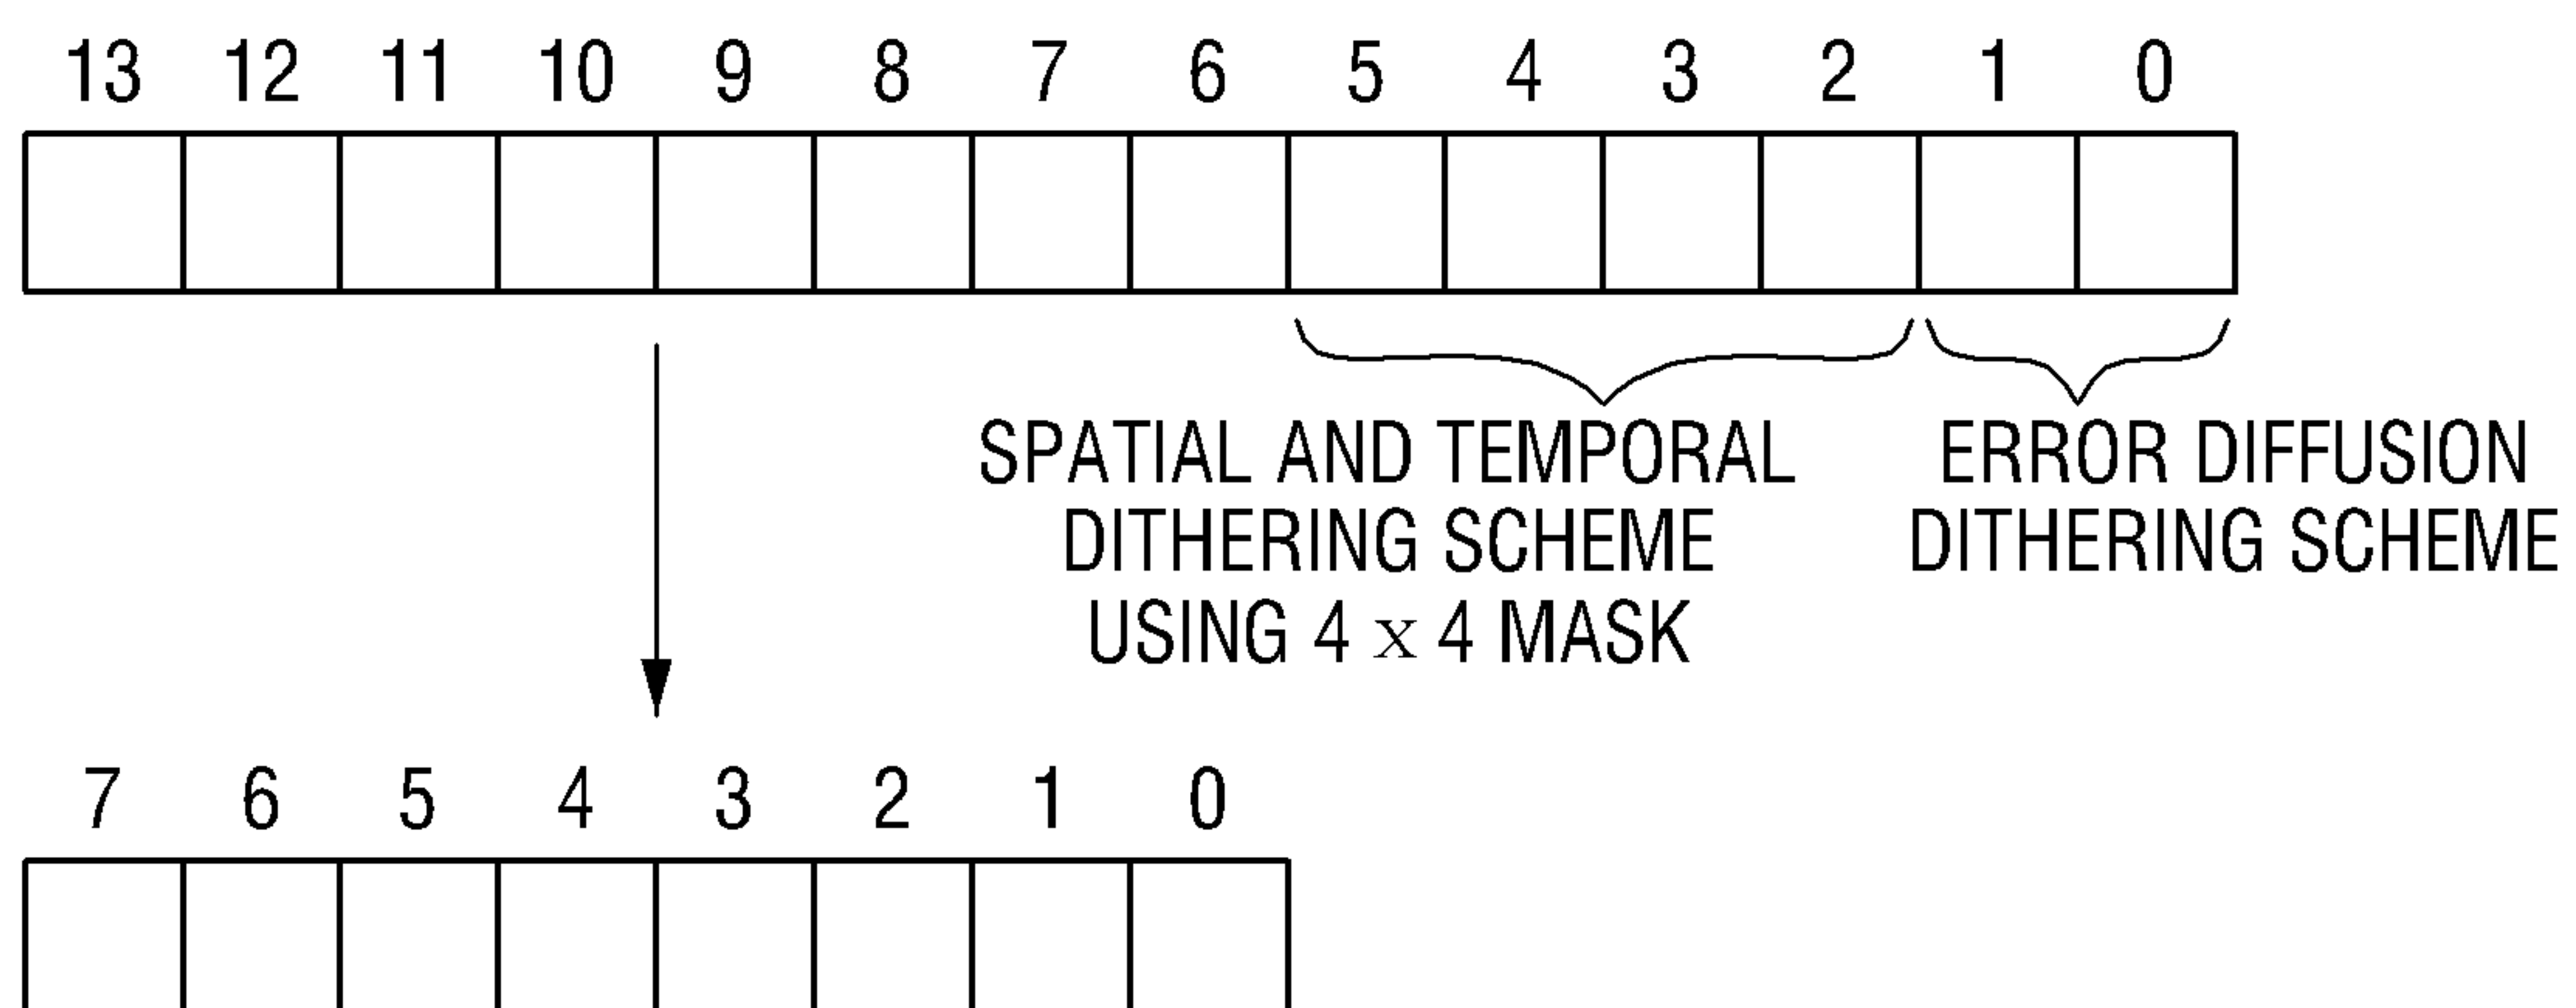 13 12 11 10 9 8 7 6 5 4 3 2 1 0
SPATIAL AND TEMPORAL
DITHERING SCHEME
USING 4 x 4 MASK
ERROR DIFFUSION
DITHERING SCHEME
7 6 5 4 3 2 1 0